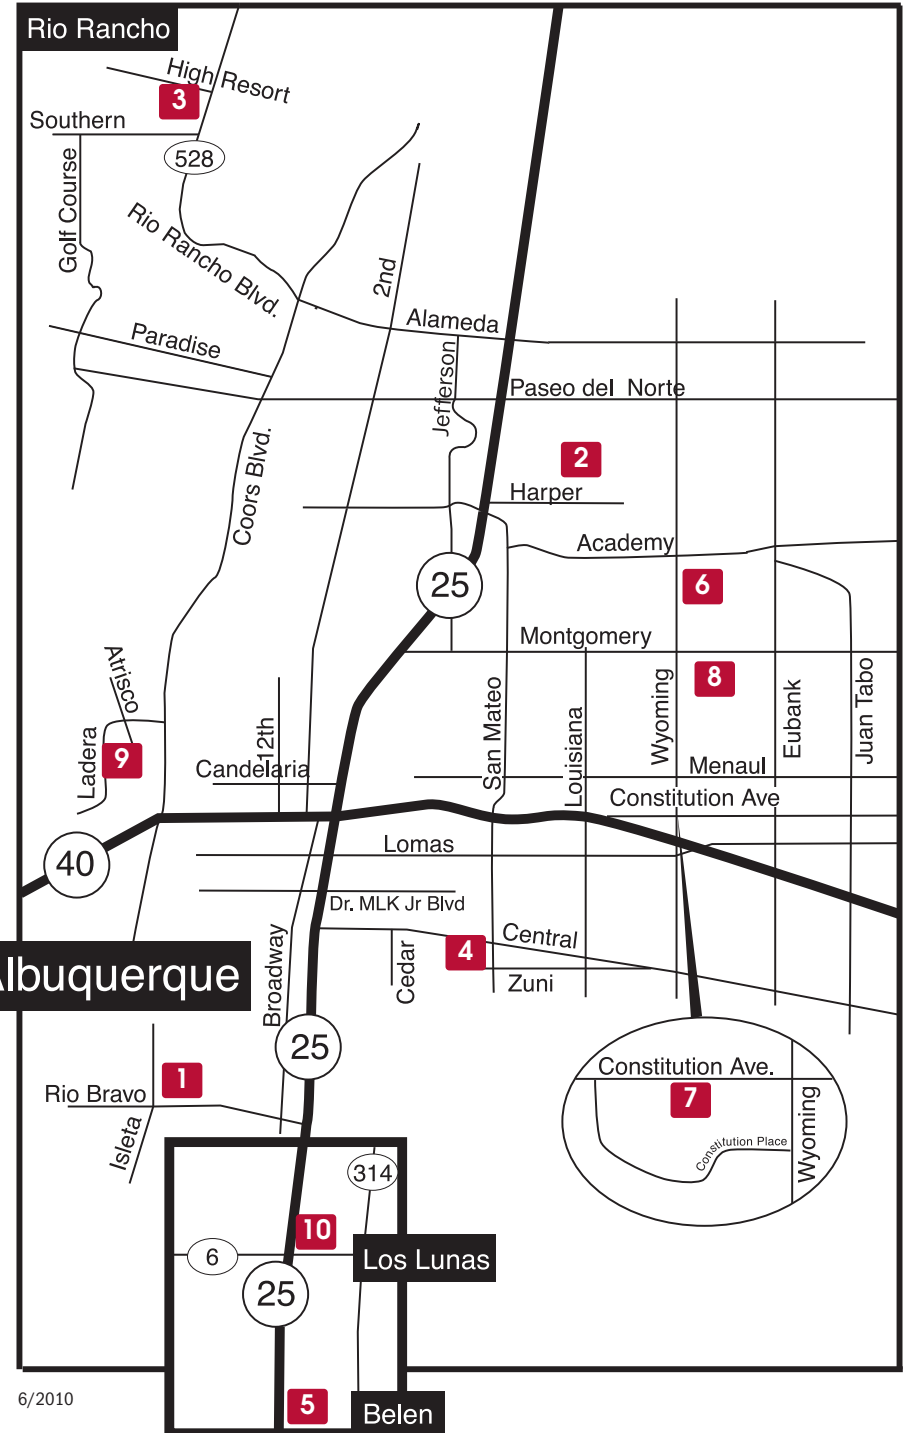 Rio Rancho
High Resort
3
Southern
528
Golf Course
Rio Rancho Blvd.
2nd
Alameda
Paradise
Jefferson
Paseo del Norte
Coors Blvd.
2
Harper
Academy
25
6
Montgomery
Atrisco
8
San Mateo
Louisiana
Wyoming
Eubank
Juan Tabo
Ladera
9
12th
Candelaria
Menaul
Constitution Ave
40
Lomas
Dr. MLK Jr Blvd
Broadway
Cedar
4
Central
Zuni
Albuquerque
25
1
Rio Bravo
Isleta
Constitution Ave.
7
Constitution Place
Wyoming
314
10
6
Los Lunas
25
5
Belen
6/2010